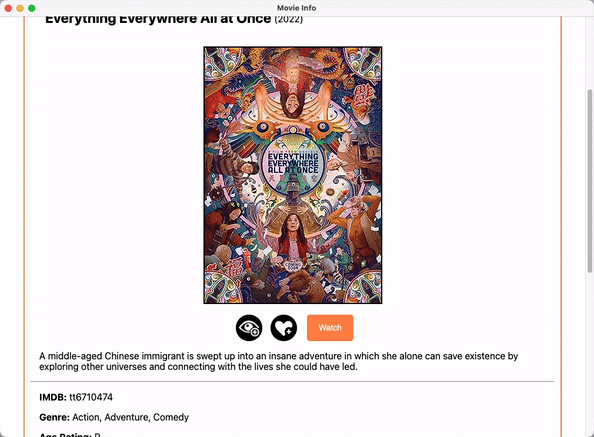 Movie Info
Everything Everywhere All at Once (2022)
EVERYTHING
EVERYWHERE
ALL AT ONCE
Watch
A middle-aged Chinese immigrant is swept up into an insane adventure in which she alone can save existence by
exploring other universes and connecting with the lives she could have led.
IMDB: tt6710474
Genre: Action, Adventure, Comedy
Age Rating: R